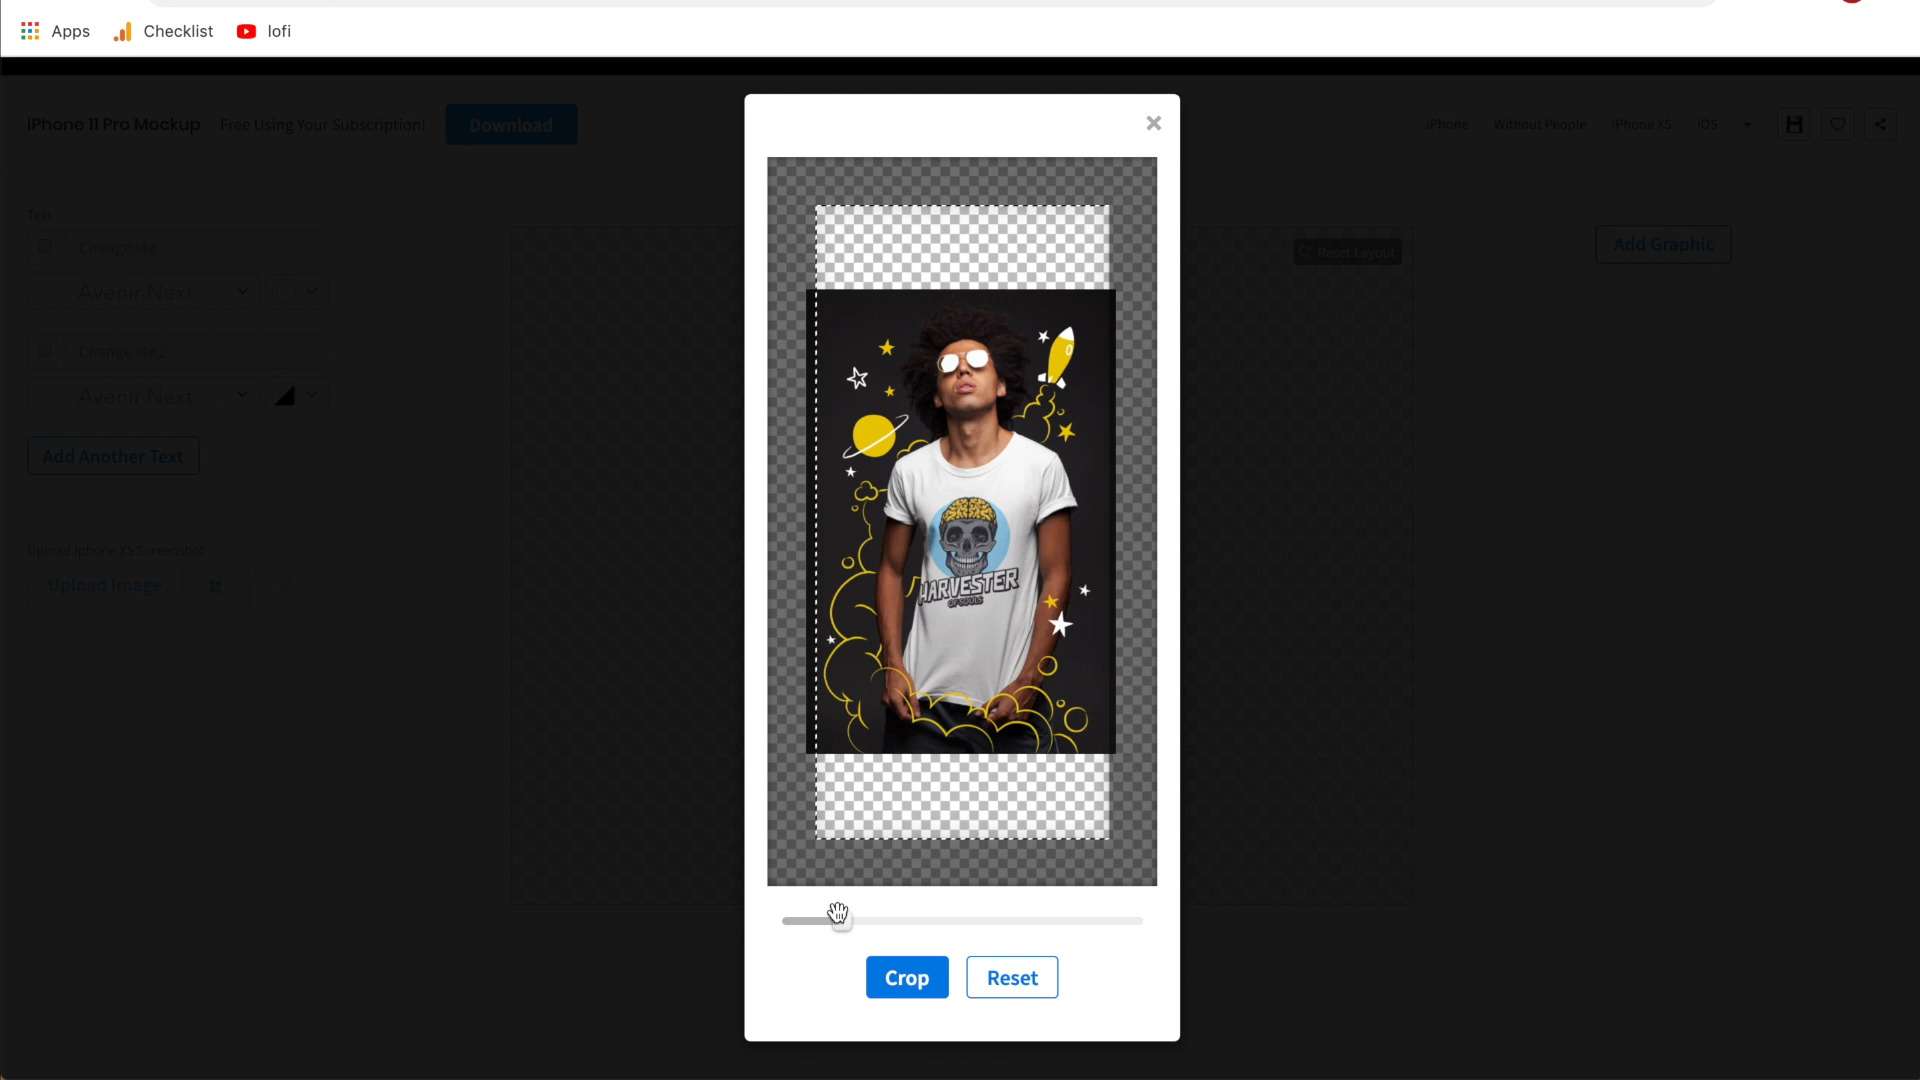 Apps
Checklist
lofi
iPhone 11 Pro Mockup
Free Using Your Subscription!
Download
iPhone
Without People
iPhone XS
iOS
Text
Change Me
Reset Layout
Add Graphic
Avenir Next
Change Me 2
Avenir Next
Add Another Text
Upload Iphone XS Screenshot
Upload Image
HARVESTER
OF SOULS
Crop
Reset